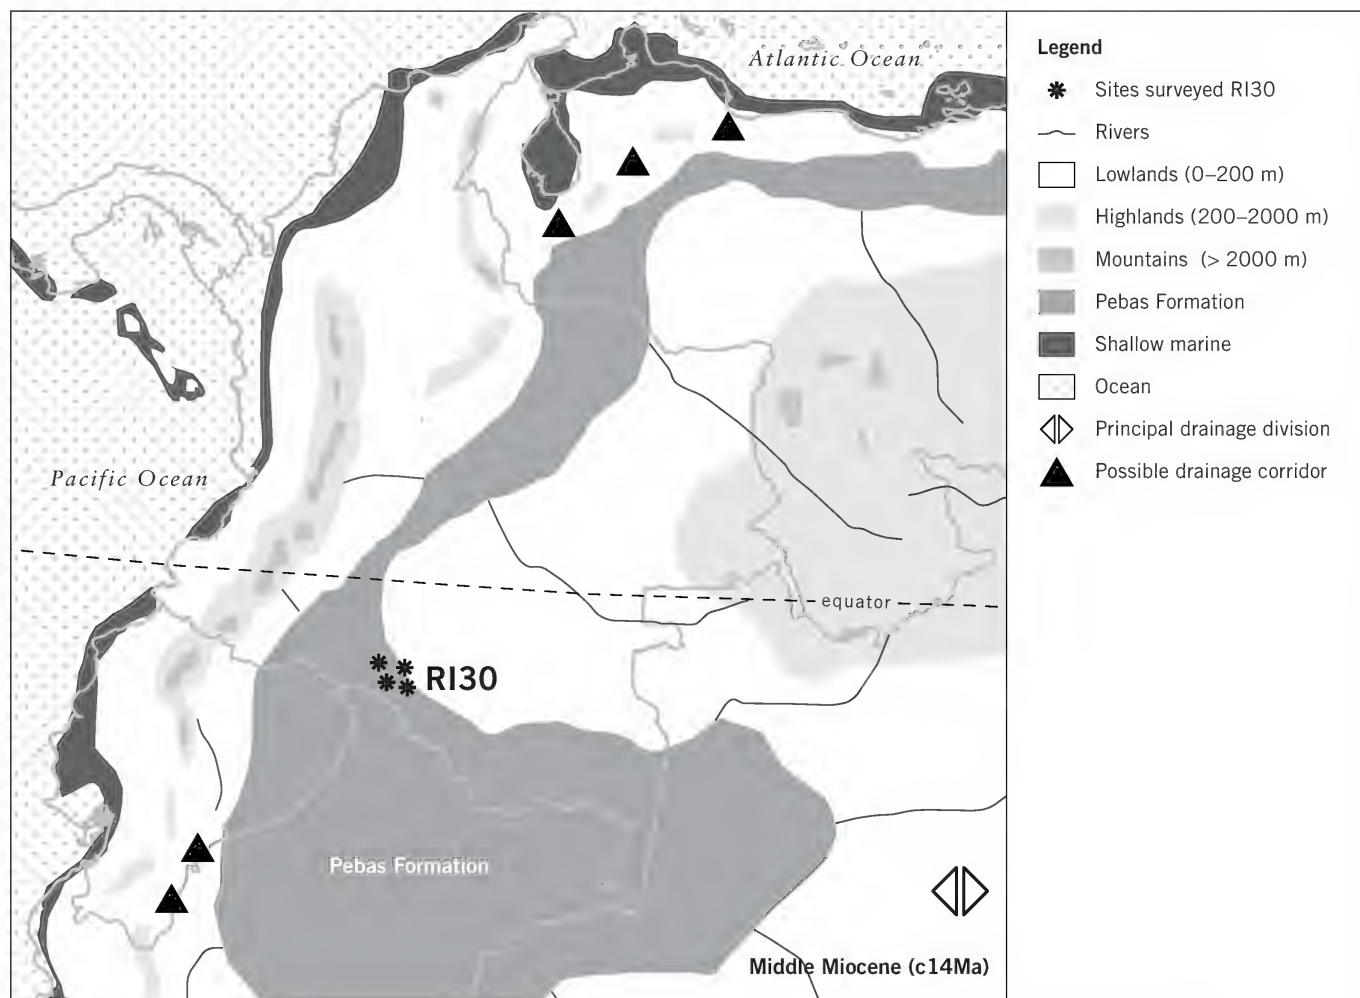 Atlantic Ocean
Pacific Ocean
equator
RI30
Pebas Formation
Middle Miocene (c14Ma)
Legend
Sites surveyed RI30
Rivers
Lowlands (0–200 m)
Highlands (200–2000 m)
Mountains (> 2000 m)
Pebas Formation
Shallow marine
Ocean
Principal drainage division
Possible drainage corridor